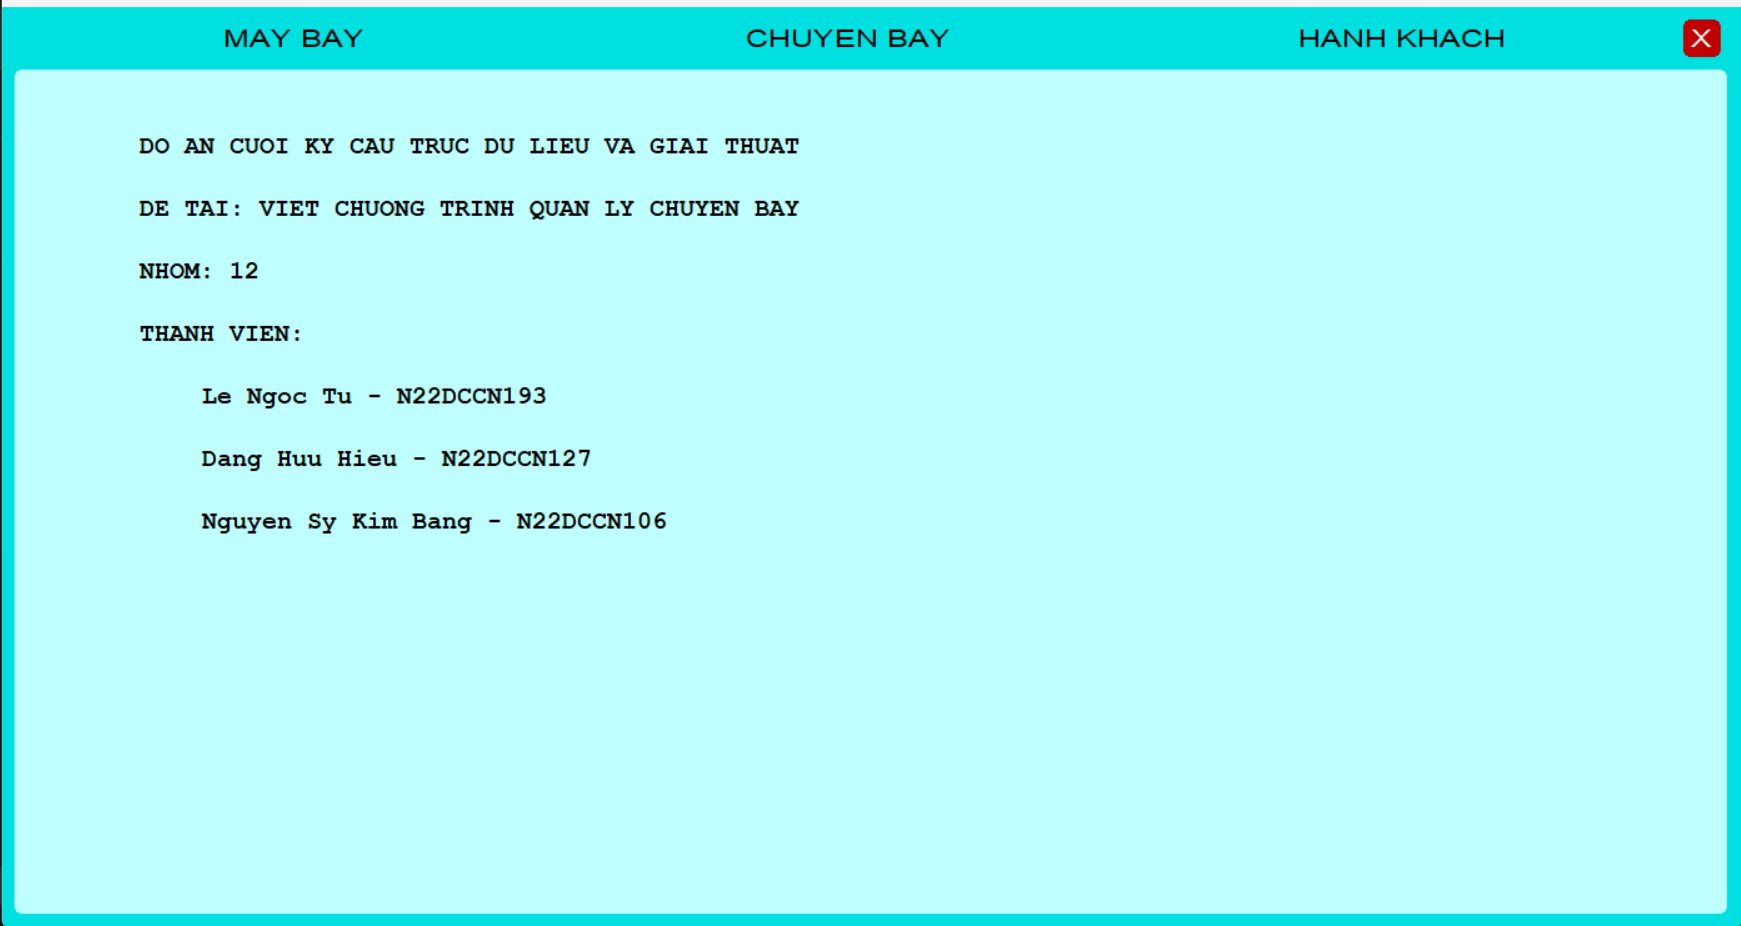 MAY BAY CHUYEN BAY HANH KHACH X
DO AN CUOI KY CAU TRUC DU LIEU VA GIAI THUAT
DE TAI: VIET CHUONG TRINH QUAN LY CHUYEN BAY
NHOM: 12
THANH VIEN:
Le Ngoc Tu - N22DCCN193
Dang Huu Hieu - N22DCCN127
Nguyen Sy Kim Bang - N22DCCN106